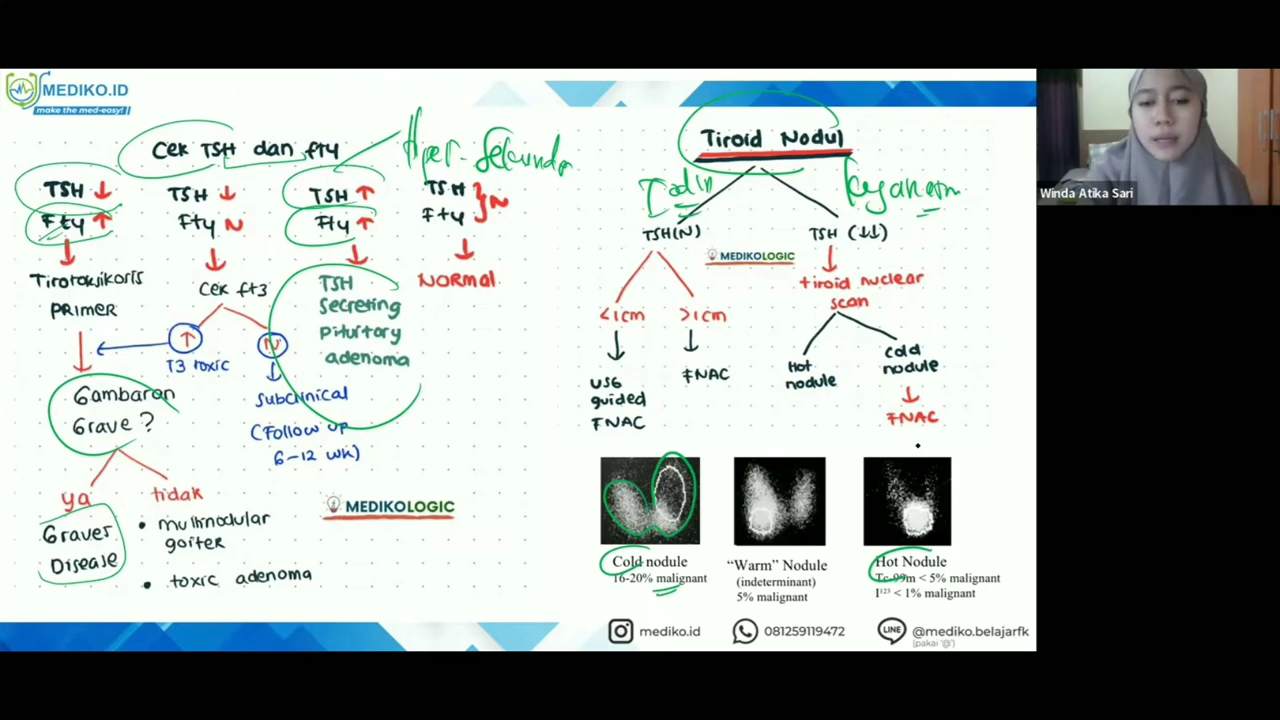 MEDIKO.ID
make the med-easy!
Cek TSH dan ft4
Hiper-Sekunder
TSH ↓
Ft4 ↑
Tirotoksikosis
PRIMER
TSH ↓
Ft4 N
Cek ft3
↑
T3 toxic
N
Subclinical
(Follow up
6-12 wk)
TSH ↑
Ft4 ↑
TSH
Secreting
Pituitary
adenoma
TSH
Ft4
N
NORMAL
Gambaran
Grave?
ya
Graves
Disease
tidak
• multinodular
goiter
• toxic adenoma
MEDIKOLOGIC
Tiroid Nodul
TSH (N)
<1cm
USG
guided
FNAC
>1cm
FNAC
MEDIKOLOGIC
TSH (↓↓)
tiroid nuclear
scan
Hot
nodule
Cold
nodule
FNAC
Cold nodule
16-20% malignant
"Warm" Nodule
(indeterminant)
5% malignant
Hot Nodule
Tc-99m < 5% malignant
I¹²³ < 1% malignant
mediko.id
081259119472
LINE
@mediko.belajarfk
(pakai '@')
Winda Atika Sari